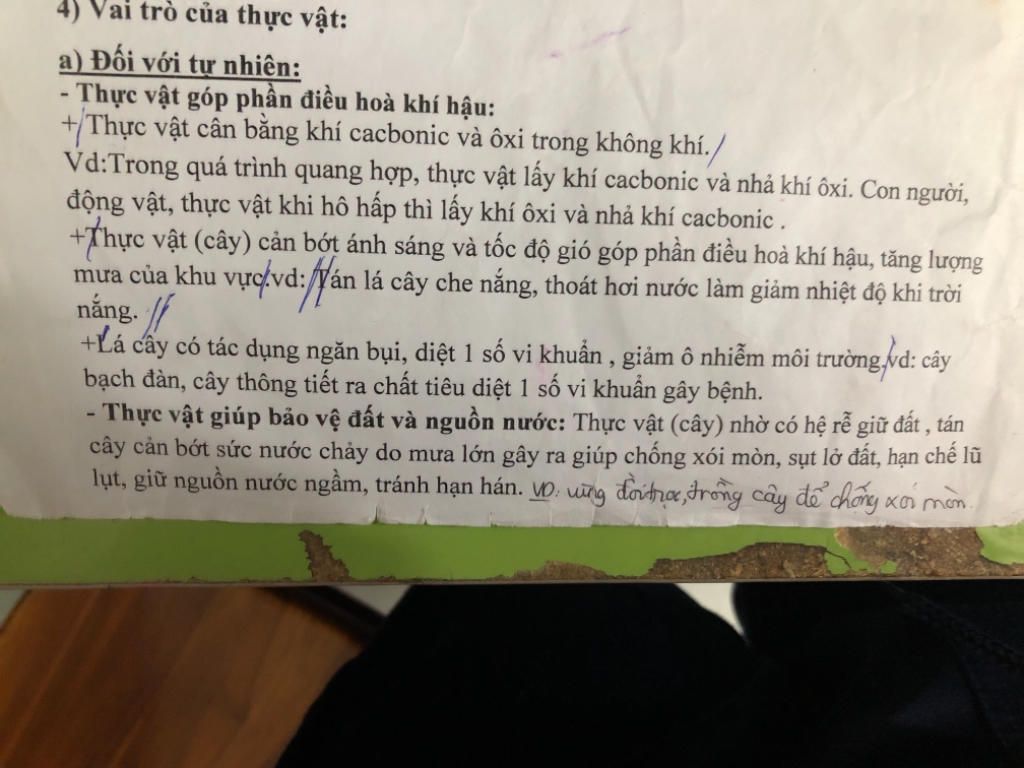 4) Vai trò của thực vật:
a) Đối với tự nhiên:
- Thực vật góp phần điều hoà khí hậu:
+ Thực vật cân bằng khí cacbonic và ôxi trong không khí.
Vd:Trong quá trình quang hợp, thực vật lấy khí cacbonic và nhả khí ôxi. Con người,
động vật, thực vật khi hô hấp thì lấy khí ôxi và nhả khí cacbonic .
+Thực vật (cây) cản bớt ánh sáng và tốc độ gió góp phần điều hoà khí hậu, tăng lượng
mưa của khu vực.vd: Tán lá cây che nắng, thoát hơi nước làm giảm nhiệt độ khi trời
nắng.
+Lá cây có tác dụng ngăn bụi, diệt 1 số vi khuẩn , giảm ô nhiễm môi trường,vd: cây
bạch đàn, cây thông tiết ra chất tiêu diệt 1 số vi khuẩn gây bệnh.
- Thực vật giúp bảo vệ đất và nguồn nước: Thực vật (cây) nhờ có hệ rễ giữ đất , tán
cây cản bớt sức nước chảy do mưa lớn gây ra giúp chống xói mòn, sụt lở đất, hạn chế lũ
lụt, giữ nguồn nước ngầm, tránh hạn hán. VD: vùng đồi trọc, trồng cây để chống xói mòn.